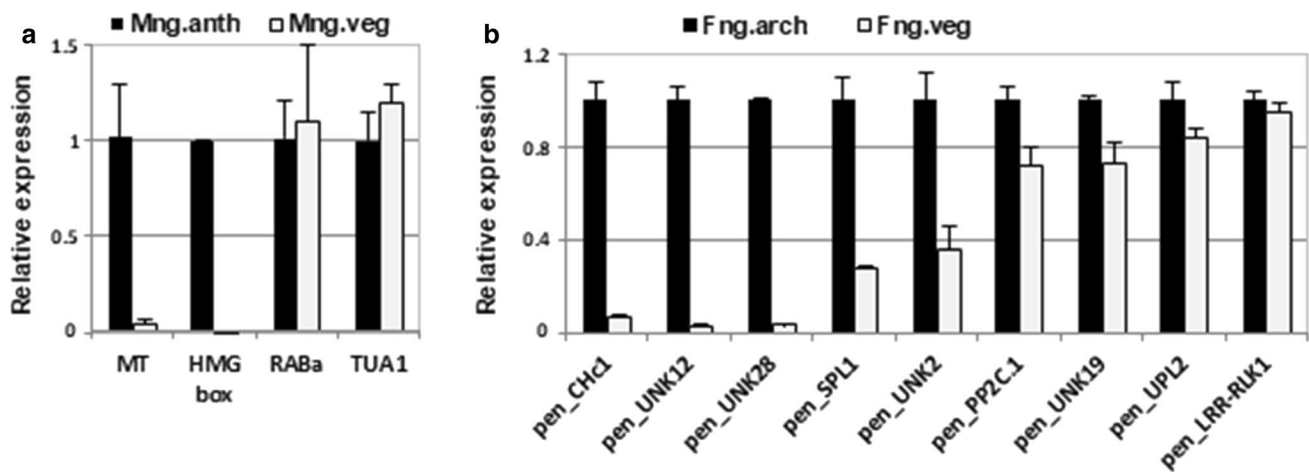 a
Mng.anth Mng.veg
Relative expression
1.5
1
0.5
0
MT HMG box RABa TUA1
b
Fng.arch Fng.veg
Relative expression
1.2
0.8
0.4
0
pen_CHc1
pen_UNK12
pen_UNK28
pen_SPL1
pen_UNK2
pen_PP2C.1
pen_UNK19
pen_UPL2
pen_LRR-RLK1